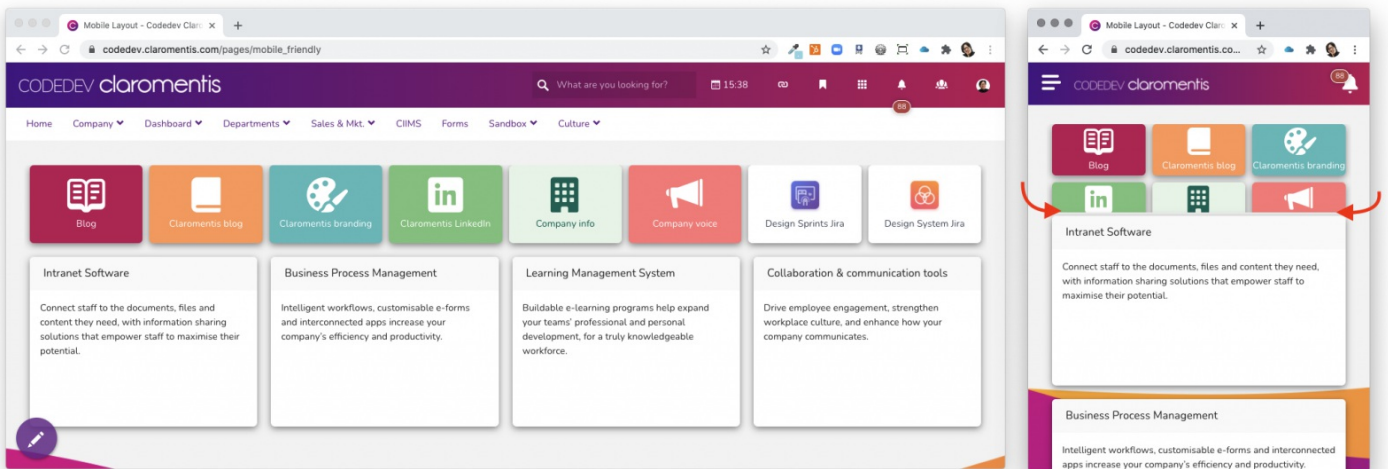 Mobile Layout - Codedev Clar
codedev.claromentis.com/pages/mobile_friendly
CODEDEV claromentis
What are you looking for?
15:38
88
Home Company Dashboard Departments Sales & Mkt. CIIMS Forms Sandbox Culture
Blog
Claromentis blog
Claromentis branding
in
Claromentis LinkedIn
Company info
Company voice
Design Sprints Jira
Design System Jira
Intranet Software
Connect staff to the documents, files and
content they need, with information sharing
solutions that empower staff to maximise their
potential.
Business Process Management
Intelligent workflows, customisable e-forms
and interconnected apps increase your
company's efficiency and productivity.
Learning Management System
Buildable e-learning programs help expand
your teams' professional and personal
development, for a truly knowledgeable
workforce.
Collaboration & communication tools
Drive employee engagement, strengthen
workplace culture, and enhance how your
company communicates.
Mobile Layout - Codedev Clar
codedev.claromentis.co...
CODEDEV claromentis
88
Blog
Claromentis blog
Claromentis branding
in
Intranet Software
Connect staff to the documents, files and content they need,
with information sharing solutions that empower staff to
maximise their potential.
Business Process Management
Intelligent workflows, customisable e-forms and interconnected
apps increase your company's efficiency and productivity.